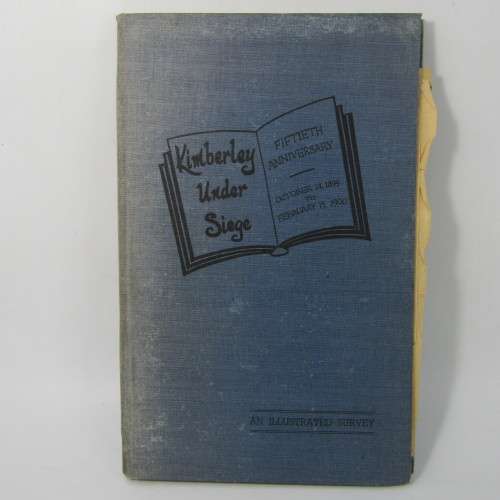 Kimberley
Under
Siege
FIFTIETH
ANNIVERSARY
OCTOBER 14, 1899
TO
FEBRUARY 15, 1900
AN ILLUSTRATED SURVEY